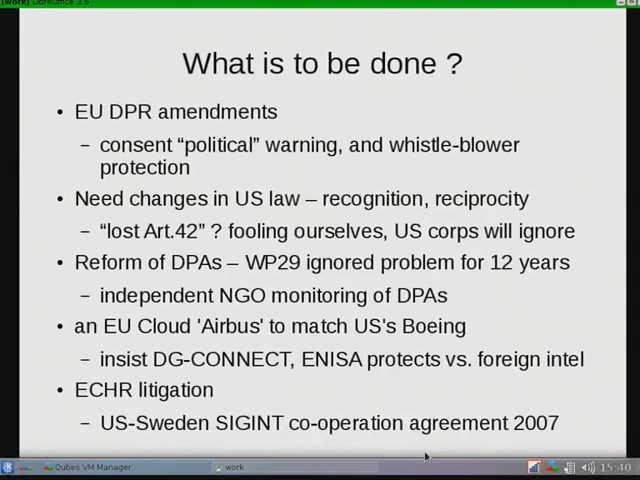 [work] LibreOffice 3.6
What is to be done ?
• EU DPR amendments
– consent “political” warning, and whistle-blower
protection
• Need changes in US law – recognition, reciprocity
– “lost Art.42” ? fooling ourselves, US corps will ignore
• Reform of DPAs – WP29 ignored problem for 12 years
– independent NGO monitoring of DPAs
• an EU Cloud 'Airbus' to match US's Boeing
– insist DG-CONNECT, ENISA protects vs. foreign intel
• ECHR litigation
– US-Sweden SIGINT co-operation agreement 2007
Qubes VM Manager
work
15:40